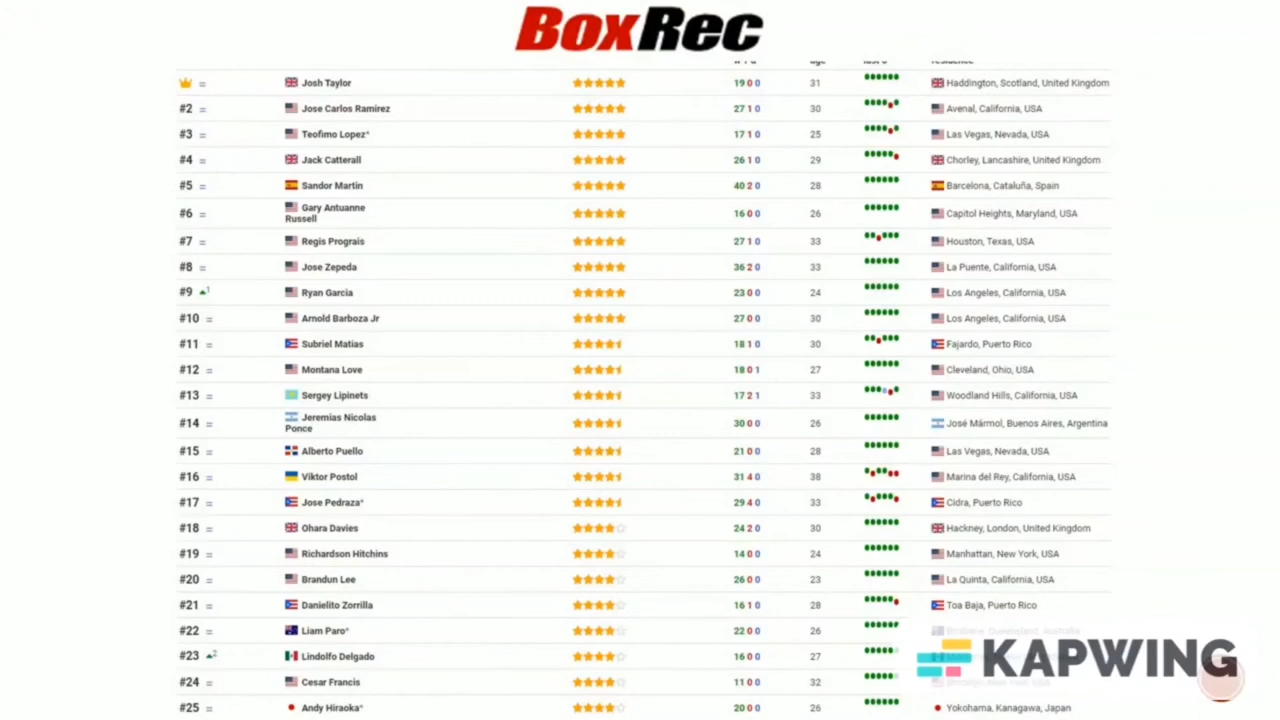 BoxRec
Josh Taylor 19 0 0 31 Haddington, Scotland, United Kingdom
#2 = Jose Carlos Ramirez 27 1 0 30 Avenal, California, USA
#3 = Teofimo Lopez* 17 1 0 25 Las Vegas, Nevada, USA
#4 = Jack Catterall 26 1 0 29 Chorley, Lancashire, United Kingdom
#5 = Sandor Martin 40 2 0 28 Barcelona, Cataluña, Spain
#6 = Gary Antuanne
Russell 16 0 0 26 Capitol Heights, Maryland, USA
#7 = Regis Prograis 27 1 0 33 Houston, Texas, USA
#8 = Jose Zepeda 36 2 0 33 La Puente, California, USA
#9 1 Ryan Garcia 23 0 0 24 Los Angeles, California, USA
#10 = Arnold Barboza Jr 27 0 0 30 Los Angeles, California, USA
#11 = Subriel Matias 18 1 0 30 Fajardo, Puerto Rico
#12 = Montana Love 18 0 1 27 Cleveland, Ohio, USA
#13 = Sergey Lipinets 17 2 1 33 Woodland Hills, California, USA
#14 = Jeremias Nicolas
Ponce 30 0 0 26 José Mármol, Buenos Aires, Argentina
#15 = Alberto Puello 21 0 0 28 Las Vegas, Nevada, USA
#16 = Viktor Postol 31 4 0 38 Marina del Rey, California, USA
#17 = Jose Pedraza* 29 4 0 33 Cidra, Puerto Rico
#18 = Ohara Davies 24 2 0 30 Hackney, London, United Kingdom
#19 = Richardson Hitchins 14 0 0 24 Manhattan, New York, USA
#20 = Brandun Lee 26 0 0 23 La Quinta, California, USA
#21 = Danielito Zorrilla 16 1 0 28 Toa Baja, Puerto Rico
#22 = Liam Paro* 22 0 0 26 Brisbane, Queensland, Australia
#23 2 Lindolfo Delgado 16 0 0 27
KAPWING
#24 = Cesar Francis 11 0 0 32
#25 = Andy Hiraoka* 20 0 0 26 Yokohama, Kanagawa, Japan